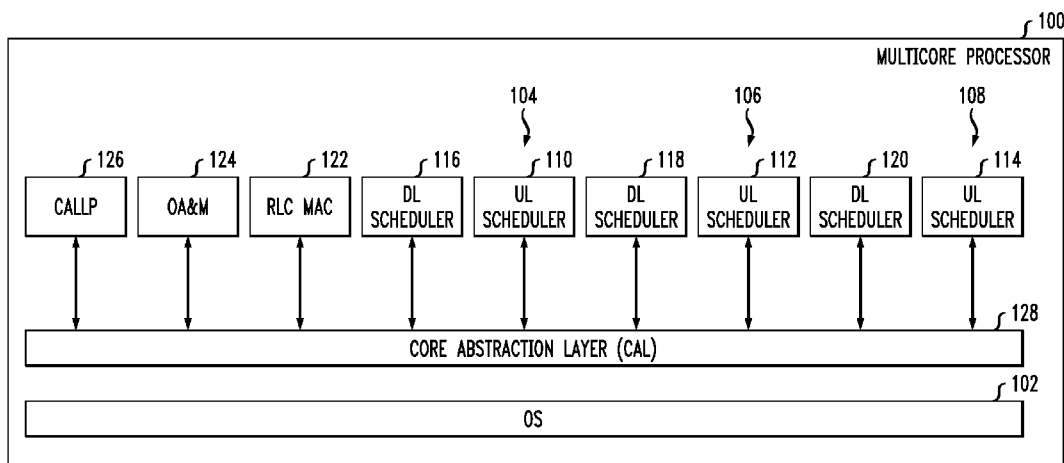 100
MULTICORE PROCESSOR
104
106
108
126
124
122
116
110
118
112
120
114
CALLP
OA&M
RLC MAC
DL
SCHEDULER
UL
SCHEDULER
DL
SCHEDULER
UL
SCHEDULER
DL
SCHEDULER
UL
SCHEDULER
128
CORE ABSTRACTION LAYER (CAL)
102
OS